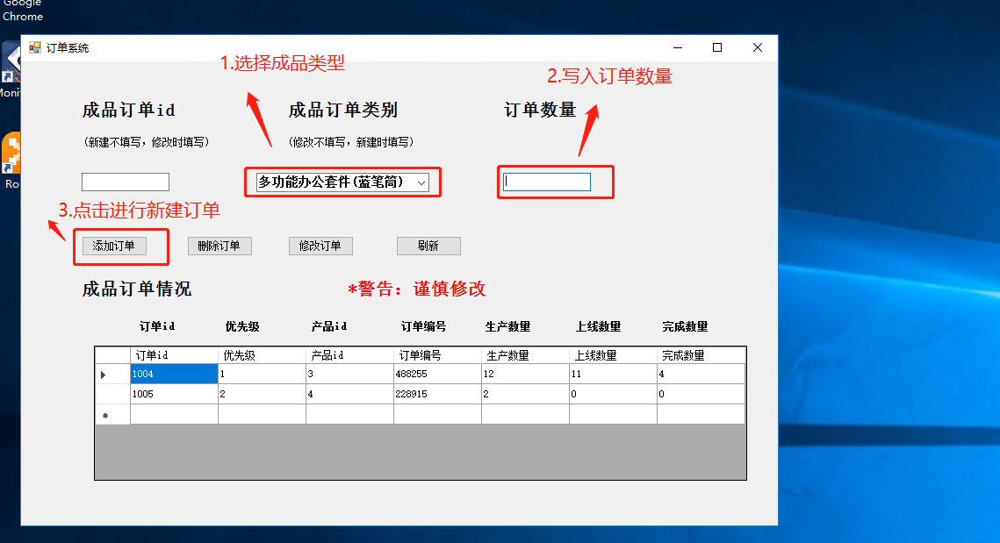 Google
Chrome
订单系统
1.选择成品类型
2.写入订单数量
Moni
成品订单id 成品订单类别 订单数量
(新建不填写，修改时填写) (修改不填写，新建时填写)
Ro
多功能办公套件(蓝笔筒)
3.点击进行新建订单
添加订单 删除订单 修改订单 刷新
成品订单情况 *警告：谨慎修改
订单id 优先级 产品id 订单编号 生产数量 上线数量 完成数量
订单id 优先级 产品id 订单编号 生产数量 上线数量 完成数量
1004 1 3 488255 12 11 4
1005 2 4 228915 2 0 0